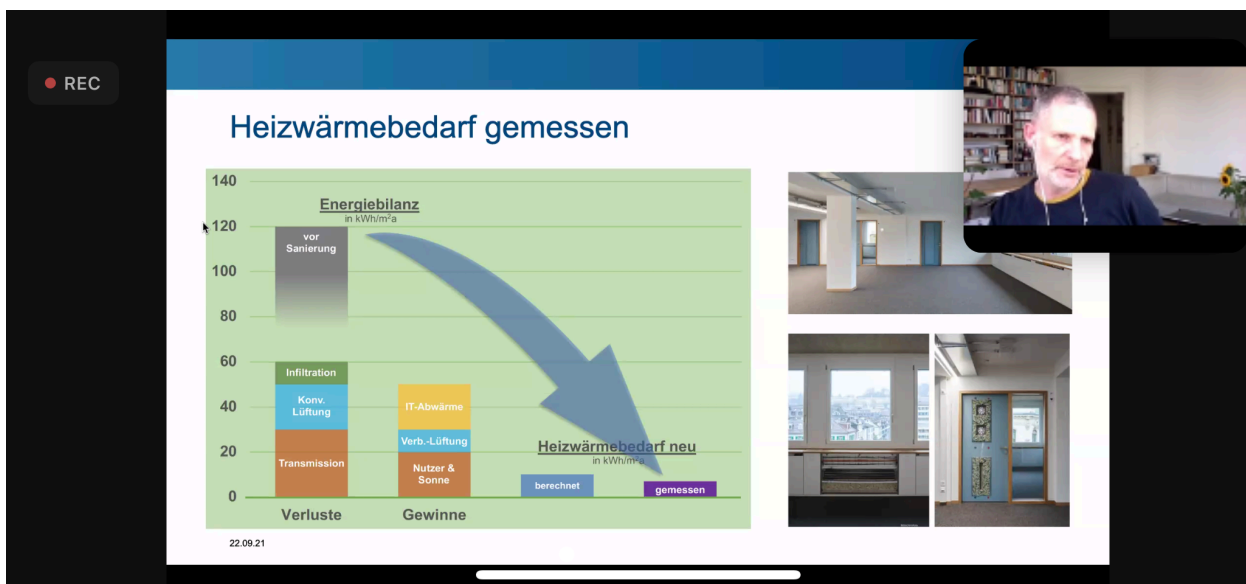 REC
Heizwärmebedarf gemessen
140
120
100
80
60
40
20
0
Energiebilanz
in kWh/m²a
vor
Sanierung
Infiltration
Konv.
Lüftung
Transmission
IT-Abwärme
Verb.-Lüftung
Nutzer &
Sonne
Heizwärmebedarf neu
in kWh/m²a
berechnet
gemessen
Verluste
Gewinne
22.09.21